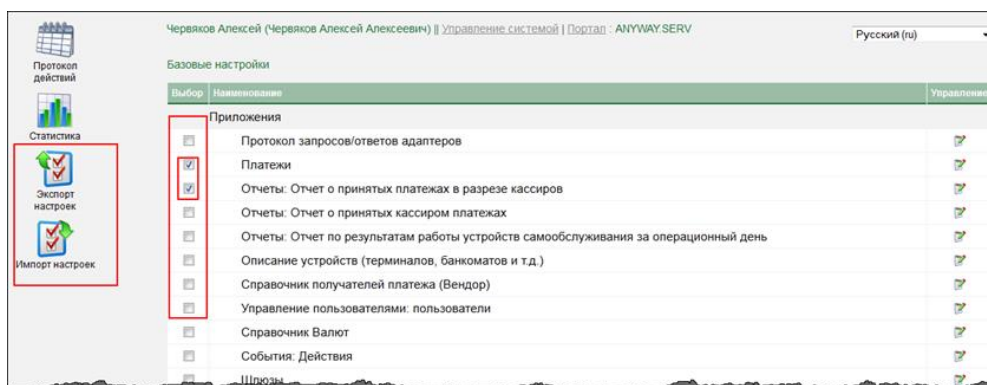 Червяков Алексей (Червяков Алексей Алексеевич) || Управление системой | Портал : ANYWAY.SERV
Русский (ru)
Протокол
действий
Статистика
Экспорт
настроек
Импорт настроек
Базовые настройки
Выбор Наименование Управление
Приложения
Протокол запросов/ответов адаптеров
Платежи
Отчеты: Отчет о принятых платежах в разрезе кассиров
Отчеты: Отчет о принятых кассиром платежах
Отчеты: Отчет по результатам работы устройств самообслуживания за операционный день
Описание устройств (терминалов, банкоматов и т.д.)
Справочник получателей платежа (Вендор)
Управление пользователями: пользователи
Справочник Валют
События: Действия
Шлюзы